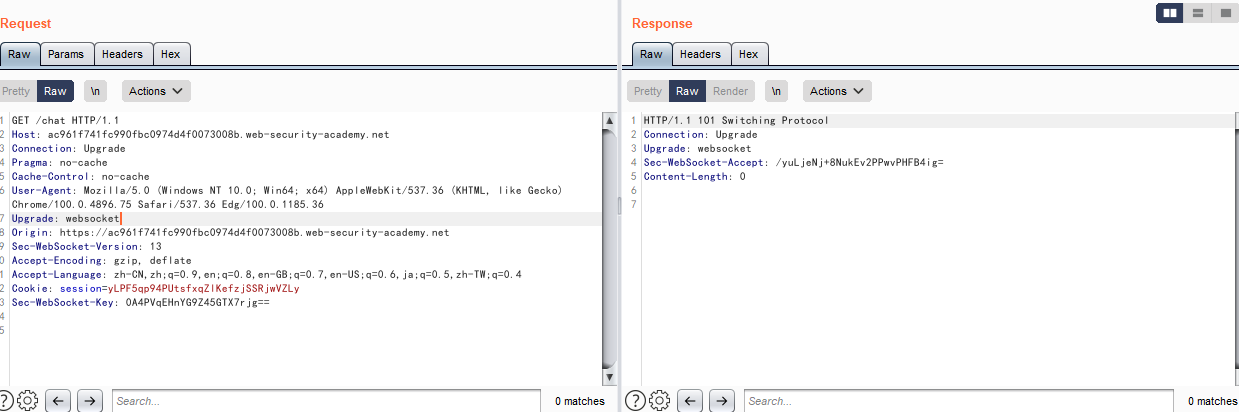 Request
Raw Params Headers Hex
Pretty Raw \n Actions
1 GET /chat HTTP/1.1
2 Host: ac961f741fc990fbc0974d4f0073008b.web-security-academy.net
3 Connection: Upgrade
4 Pragma: no-cache
5 Cache-Control: no-cache
6 User-Agent: Mozilla/5.0 (Windows NT 10.0; Win64; x64) AppleWebKit/537.36 (KHTML, like Gecko)
Chrome/100.0.4896.75 Safari/537.36 Edg/100.0.1185.36
7 Upgrade: websocket
8 Origin: https://ac961f741fc990fbc0974d4f0073008b.web-security-academy.net
9 Sec-WebSocket-Version: 13
0 Accept-Encoding: gzip, deflate
1 Accept-Language: zh-CN,zh;q=0.9,en;q=0.8,en-GB;q=0.7,en-US;q=0.6,ja;q=0.5,zh-TW;q=0.4
2 Cookie: session=yLPF5qp94PUtsfxqZlKefzjSSRjwVZLy
3 Sec-WebSocket-Key: 0A4PVqEHnYG9Z45GTX7rjg==
4
5
? Search... 0 matches
Response
Raw Headers Hex
Pretty Raw Render \n Actions
1 HTTP/1.1 101 Switching Protocol
2 Connection: Upgrade
3 Upgrade: websocket
4 Sec-WebSocket-Accept: /yuLjeNj+8NukEv2PPwvPHFB4ig=
5 Content-Length: 0
6
7
? Search... 0 matches